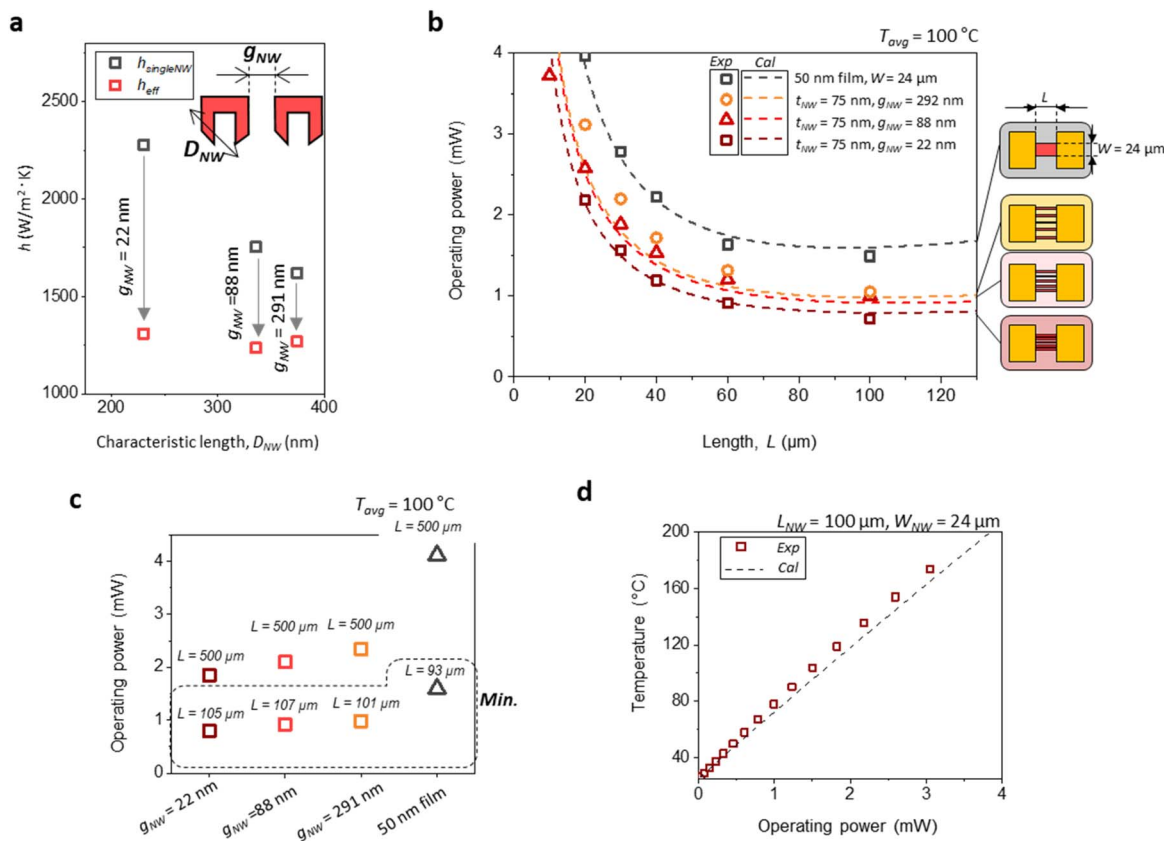 a
h_singleNW
h_eff
g_NW
D_NW
2500
2000
1500
1000
h (W/m²·K)
g_NW = 22 nm
g_NW =88 nm
g_NW = 291 nm
200
300
400
Characteristic length, D_NW (nm)
b
T_avg = 100 °C
Exp
Cal
50 nm film, W = 24 µm
t_NW = 75 nm, g_NW = 292 nm
t_NW = 75 nm, g_NW = 88 nm
t_NW = 75 nm, g_NW = 22 nm
4
3
2
1
0
Operating power (mW)
0
20
40
60
80
100
120
Length, L (µm)
L
W = 24 µm
c
T_avg = 100 °C
L = 500 µm
L = 500 µm
L = 500 µm
L = 500 µm
L = 93 µm
L = 105 µm
L = 107 µm
L = 101 µm
Min.
4
3
2
1
0
Operating power (mW)
g_NW = 22 nm
g_NW =88 nm
g_NW = 291 nm
50 nm film
d
L_NW = 100 µm, W_NW = 24 µm
Exp
Cal
200
160
120
80
40
Temperature (°C)
0
1
2
3
4
Operating power (mW)